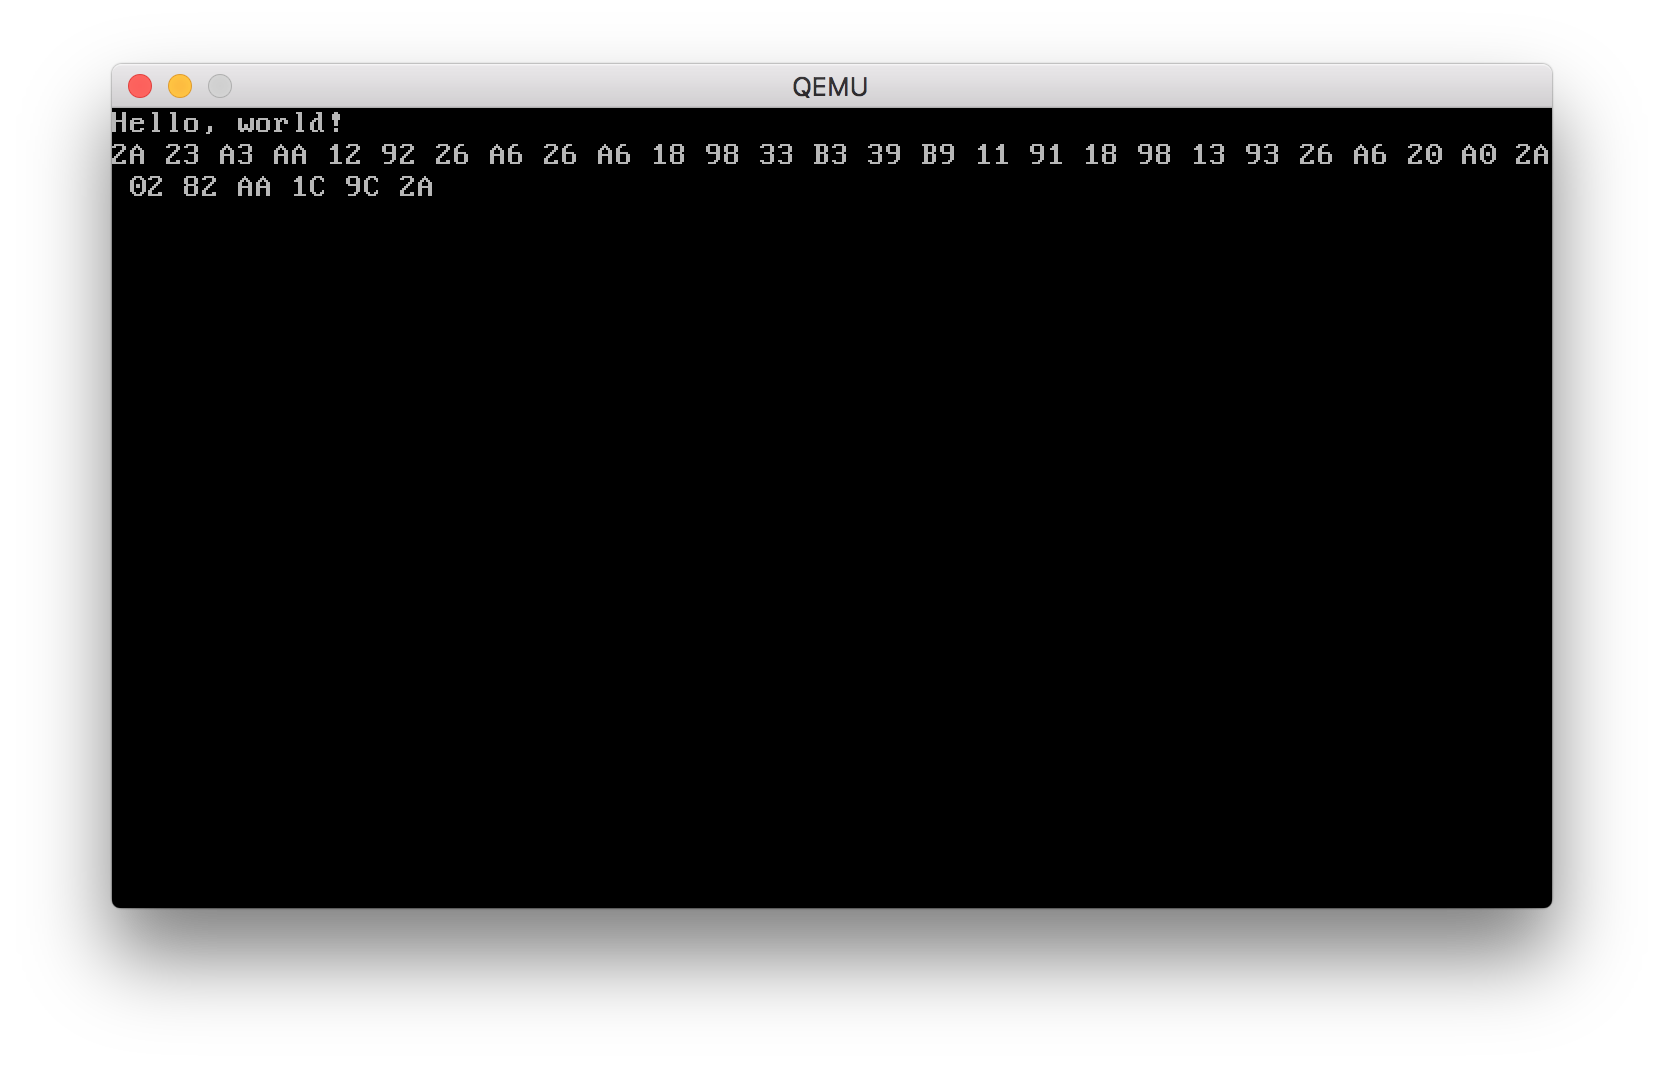 QEMU
Hello, world!
2A 23 A3 AA 12 92 26 A6 26 A6 18 98 33 B3 39 B9 11 91 18 98 13 93 26 A6 20 A0 2A
02 82 AA 1C 9C 2A